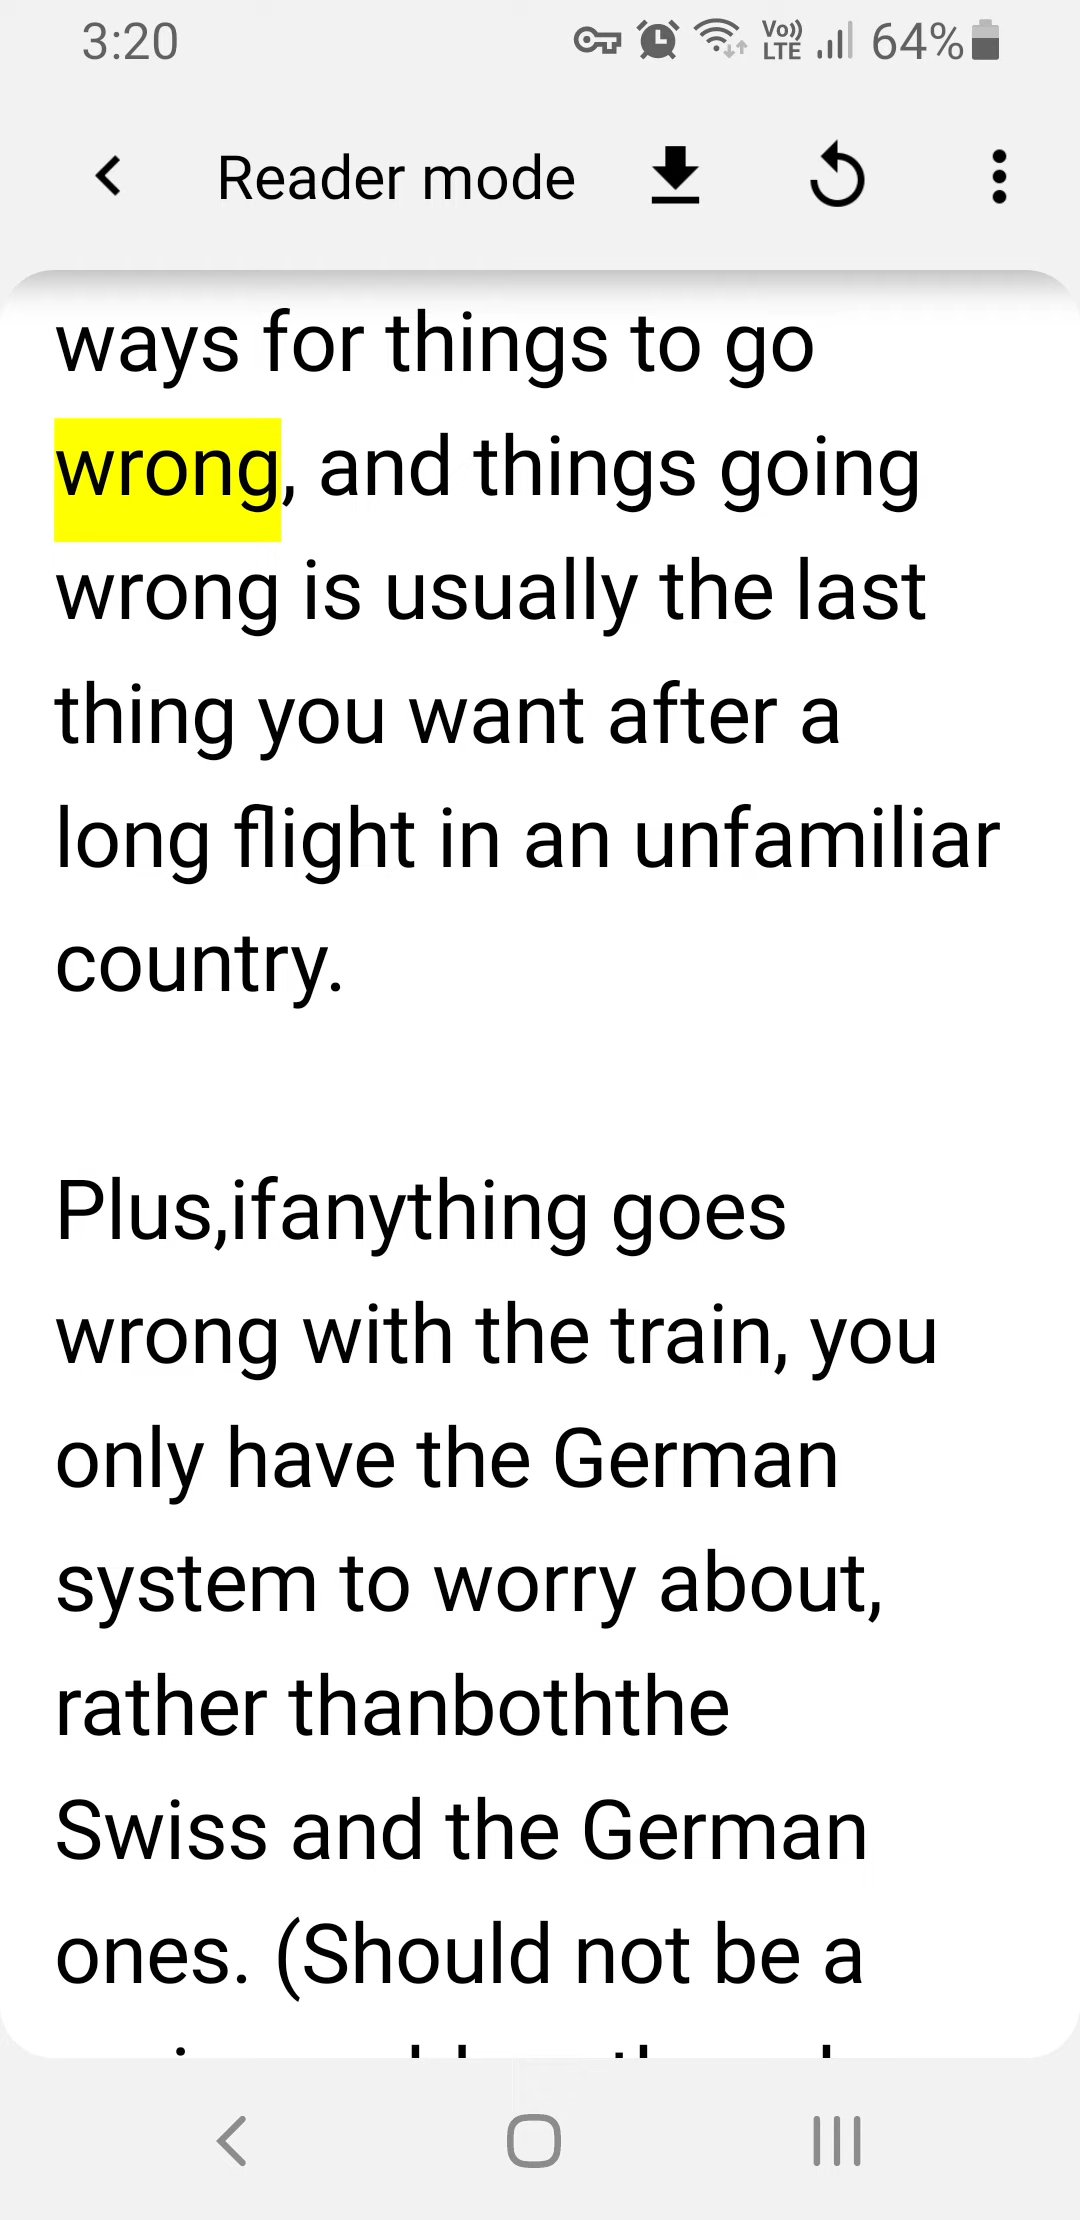 3:20 Vo)) LTE 64%
Reader mode
ways for things to go
wrong, and things going
wrong is usually the last
thing you want after a
long flight in an unfamiliar
country.
Plus,ifanything goes
wrong with the train, you
only have the German
system to worry about,
rather thanboththe
Swiss and the German
ones. (Should not be a